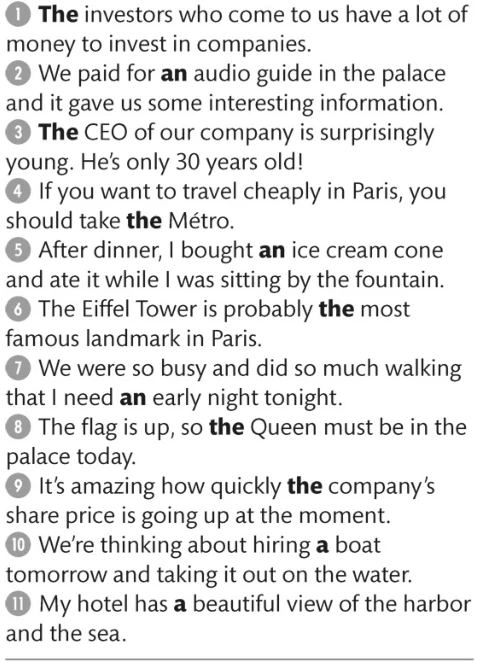 1 The investors who come to us have a lot of
money to invest in companies.
2 We paid for an audio guide in the palace
and it gave us some interesting information.
3 The CEO of our company is surprisingly
young. He's only 30 years old!
4 If you want to travel cheaply in Paris, you
should take the Métro.
5 After dinner, I bought an ice cream cone
and ate it while I was sitting by the fountain.
6 The Eiffel Tower is probably the most
famous landmark in Paris.
7 We were so busy and did so much walking
that I need an early night tonight.
8 The flag is up, so the Queen must be in the
palace today.
9 It's amazing how quickly the company's
share price is going up at the moment.
10 We're thinking about hiring a boat
tomorrow and taking it out on the water.
11 My hotel has a beautiful view of the harbor
and the sea.